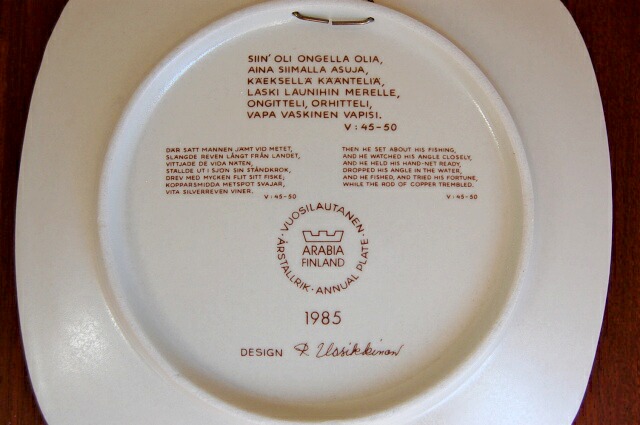 SIIN' OLI ONGELLA OLIA,
AINA SIIMALLA ASUJA,
KÄEKSELLÄ KÄÄNTELIÄ,
LASKI LAUNIHIN MERELLE,
ONGITTELI, ORHITTELI,
VAPA VASKINEN VAPISI.
V : 45-50
DÄR SATT MANNEN JÄMT VID METET,
SLÄNGDE REVEN LÅNGT FRÅN LANDET,
VITTJADE DE VIDA NÄTEN,
STÄLLDE UT I SJÖN SIN STÅNDKROK,
DREV MED MYCKEN FLIT SITT FISKE;
KOPPARSMIDDA METSPÖT SVAJAR,
VITA SILVERREVEN VINER.
V : 45-50
THEN HE SET ABOUT HIS FISHING,
AND HE WATCHED HIS ANGLE CLOSELY,
AND HE HELD HIS HAND-NET READY,
DROPPED HIS ANGLE IN THE WATER,
AND HE FISHED, AND TRIED HIS FORTUNE,
WHILE THE ROD OF COPPER TREMBLED.
V : 45-50
· VUOSILAUTANEN · ANNUAL PLATE · ÅRSTALLRIK
ARABIA
FINLAND
1985
DESIGN R. Uosikkinen